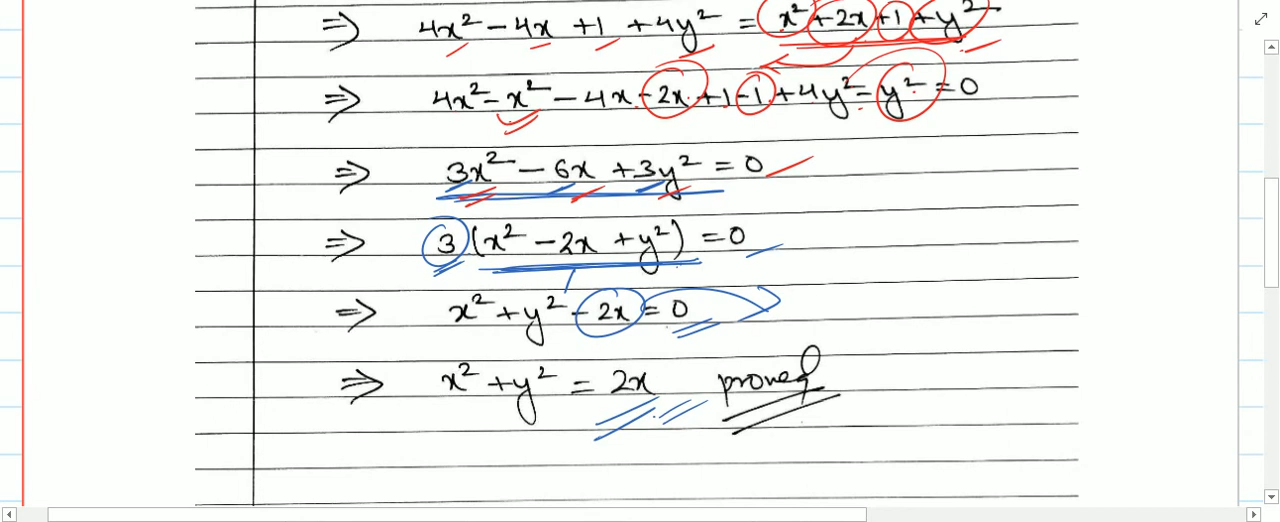 ⇒ 4x² - 4x + 1 + 4y² = x² + 2x + 1 + y²
⇒ 4x² - x² - 4x - 2x + 1 - 1 + 4y² - y² = 0
⇒ 3x² - 6x + 3y² = 0
⇒ 3(x² - 2x + y²) = 0
⇒ x² + y² - 2x = 0
⇒ x² + y² = 2x proved